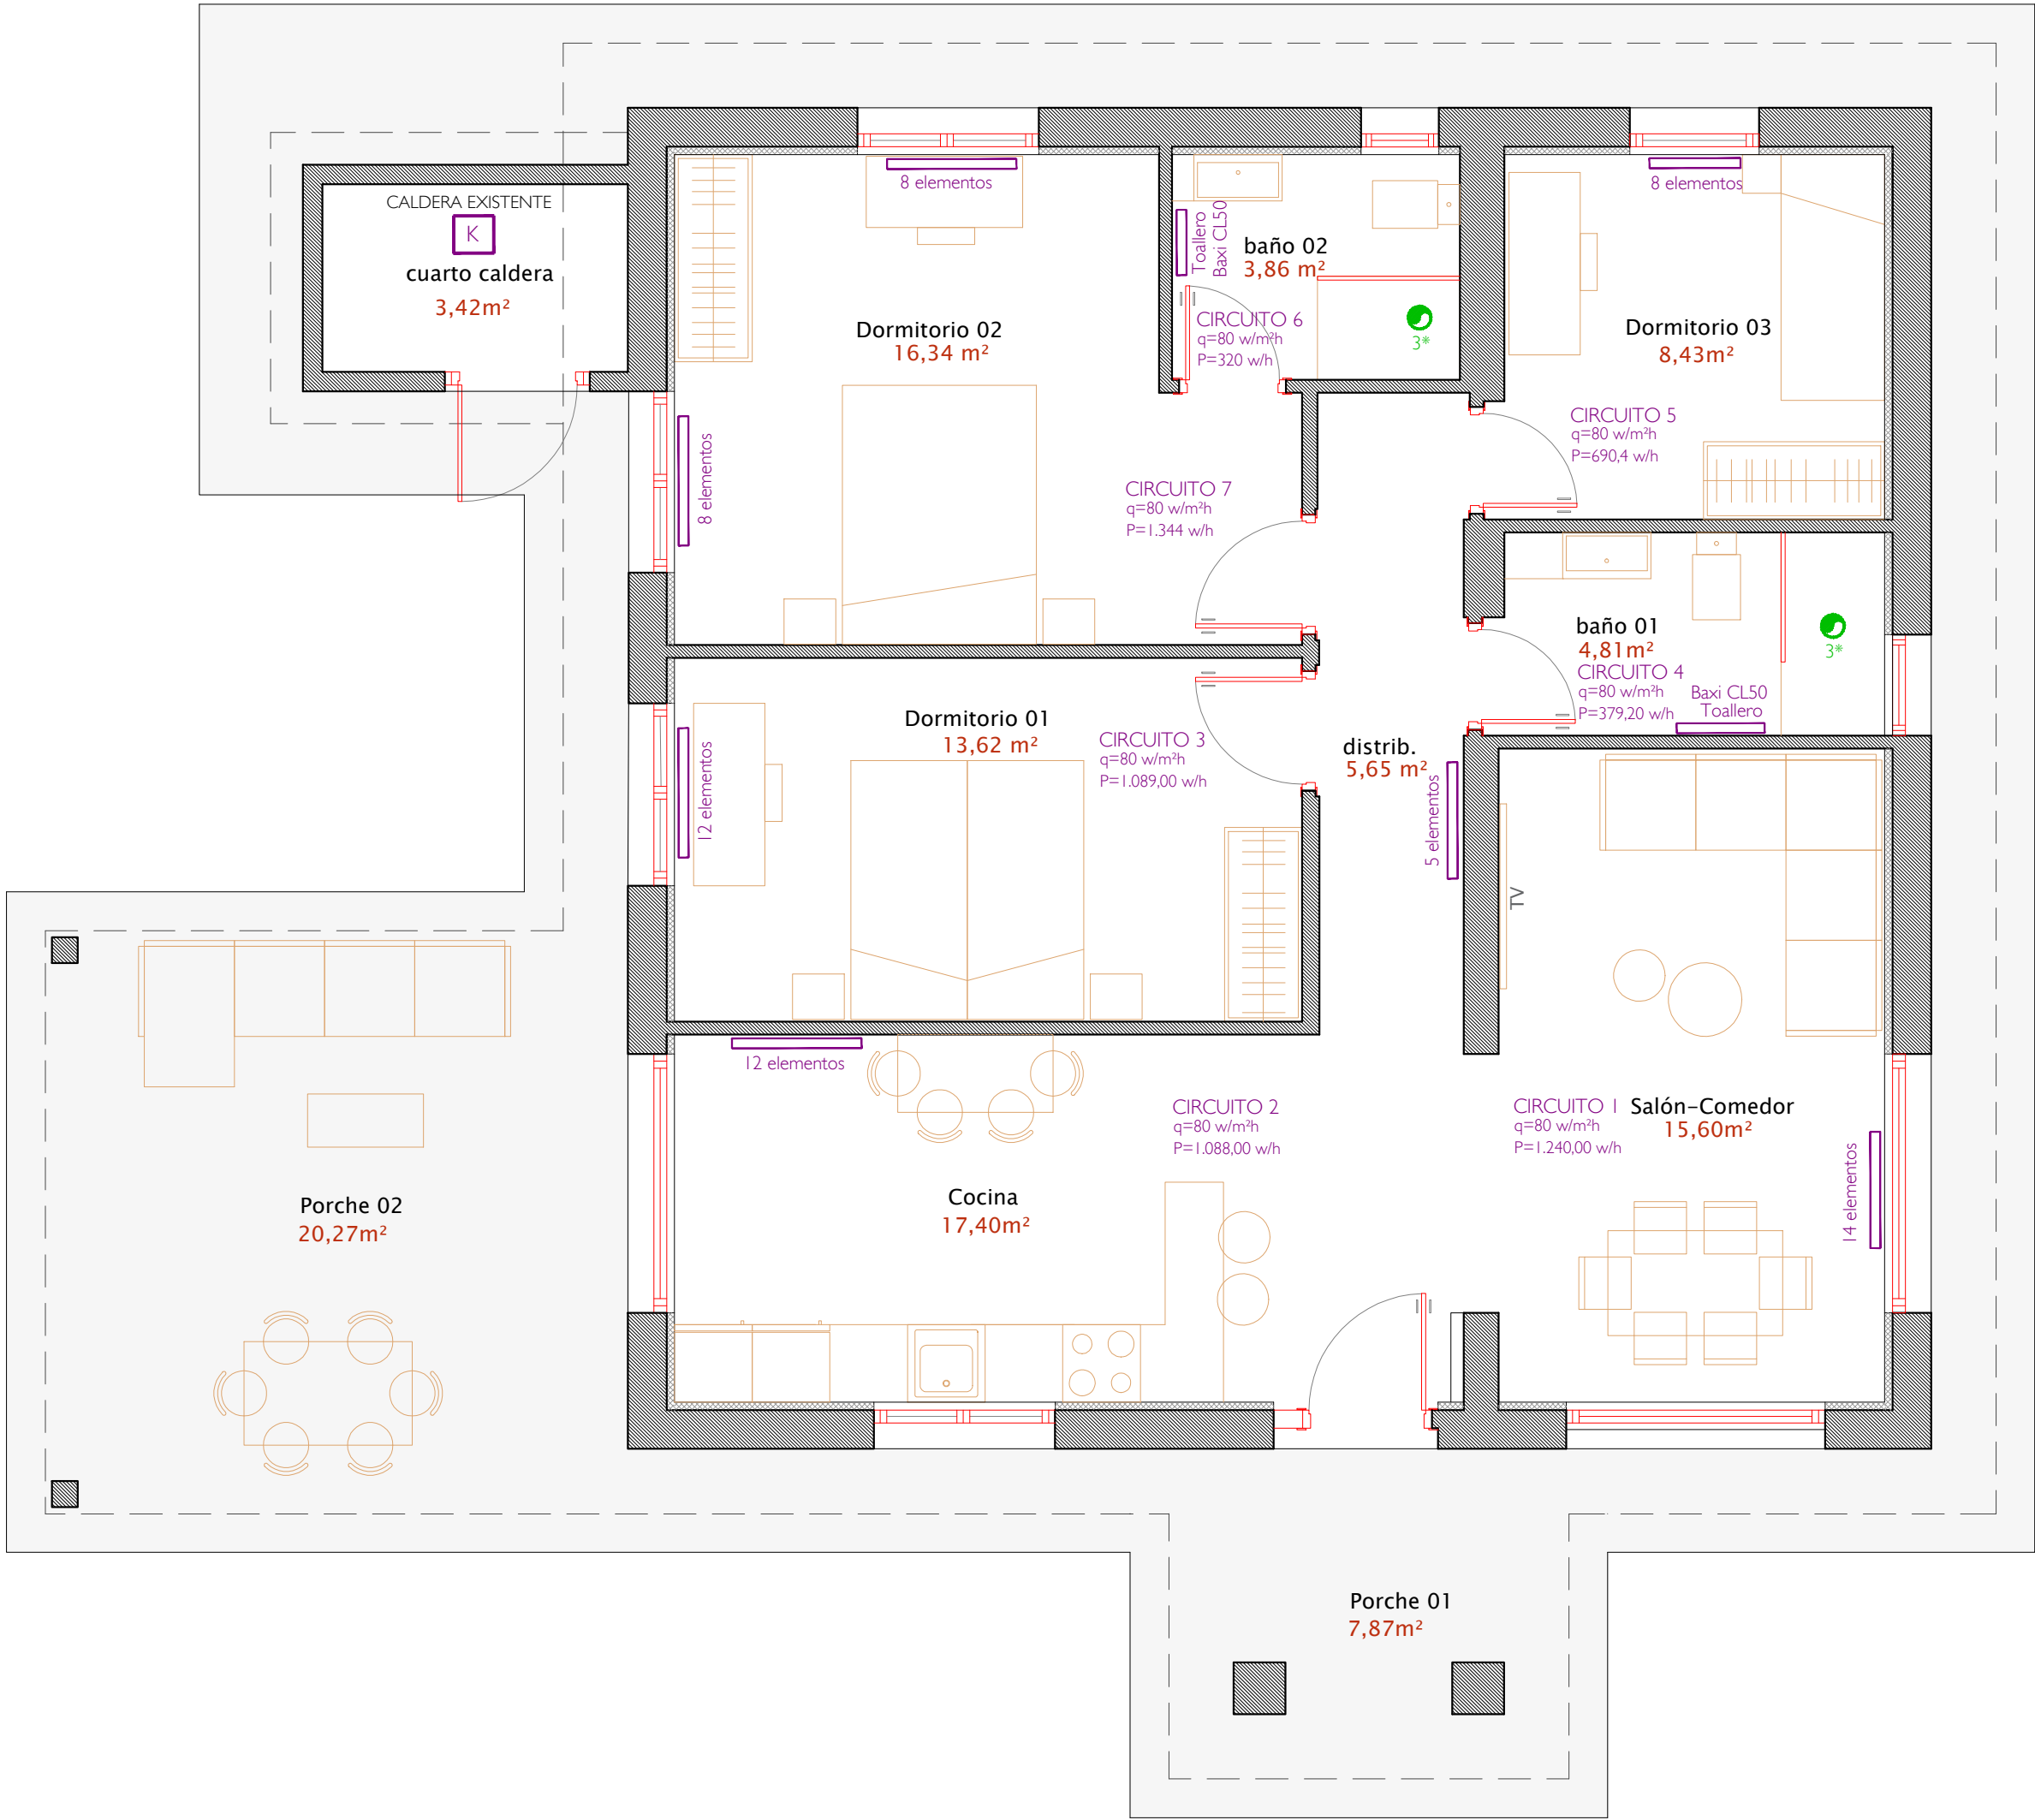 8 elementos
8 elementos
CALDERA EXISTENTE
K
cuarto caldera
3,42m²
Toallero
Baxi CL50
baño 02
3,86 m²
CIRCUITO 6
q=80 w/m²h
P=320 w/h
3*
Dormitorio 02
16,34 m²
Dormitorio 03
8,43m²
CIRCUITO 5
q=80 w/m²h
P=690,4 w/h
8 elementos
CIRCUITO 7
q=80 w/m²h
P=1.344 w/h
baño 01
4,81m²
CIRCUITO 4
q=80 w/m²h
P=379,20 w/h
Baxi CL50
Toallero
3*
Dormitorio 01
13,62 m²
CIRCUITO 3
q=80 w/m²h
P=1.089,00 w/h
12 elementos
distrib.
5,65 m²
5 elementos
TV
12 elementos
CIRCUITO 2
q=80 w/m²h
P=1.088,00 w/h
CIRCUITO 1
q=80 w/m²h
P=1.240,00 w/h
Salón-Comedor
15,60m²
14 elementos
Cocina
17,40m²
Porche 02
20,27m²
Porche 01
7,87m²